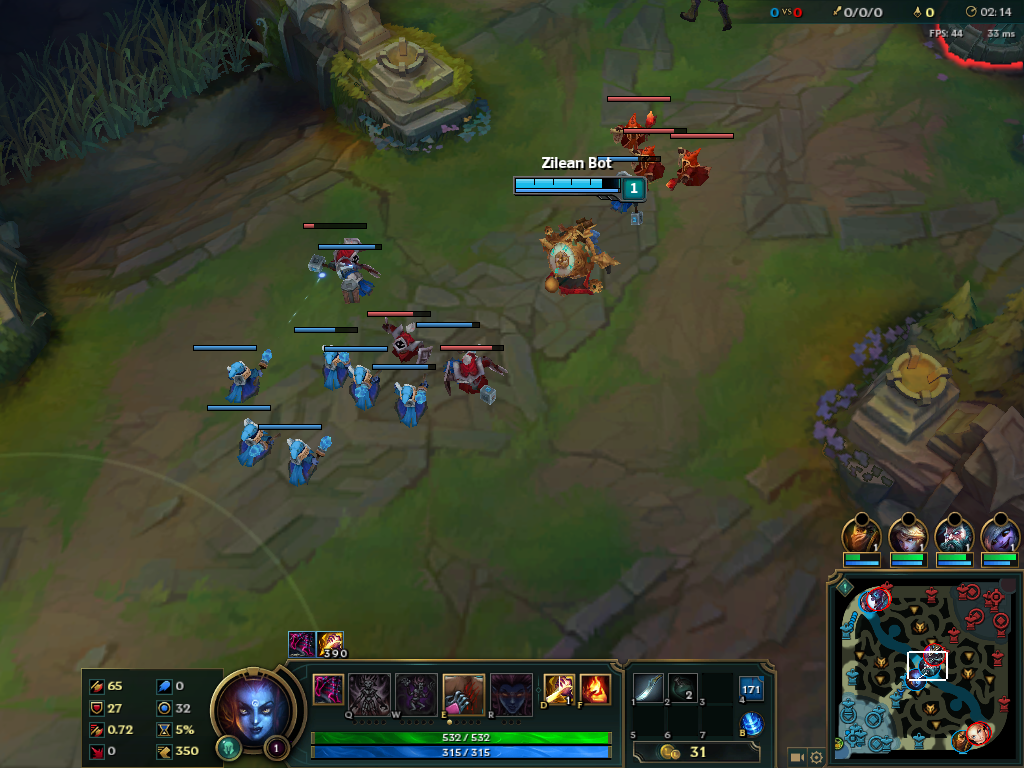 0 vs 0 0/0/0 0 02:14
FPS: 44 33 ms
Zilean Bot
1
390
65 0
27 32
0.72 5%
0 350
1
Q W E R D 1 F
532 / 532
315 / 315
1 2 2 3 171 4
5 6 7 B
31